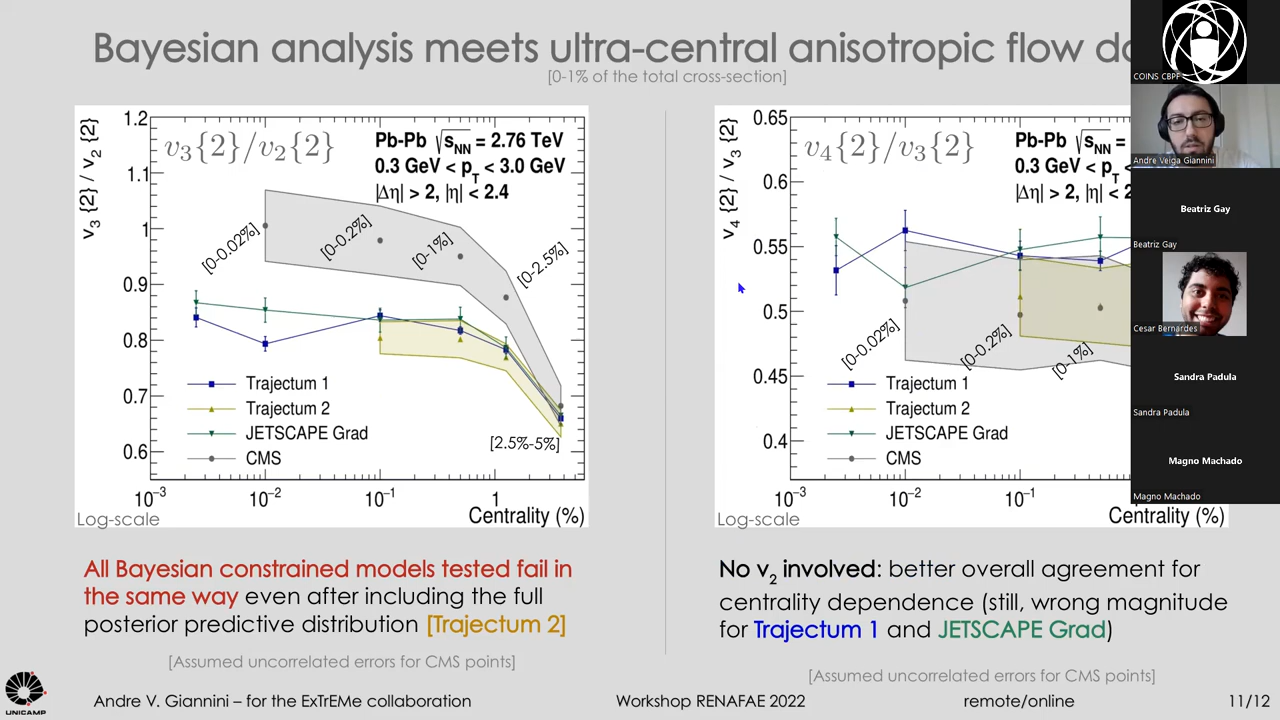 Bayesian analysis meets ultra-central anisotropic flow
[0-1% of the total cross-section]
v₃{2} / v₂{2}
1.2
1.1
1
0.9
0.8
0.7
0.6
v₃{2}/v₂{2}
Pb-Pb √sNN = 2.76 TeV
0.3 GeV < pT < 3.0 GeV
|Δη| > 2, |η| < 2.4
[0-0.02%]
[0-0.2%]
[0-1%]
[0-2.5%]
[2.5%-5%]
Trajectum 1
Trajectum 2
JETSCAPE Grad
CMS
10⁻³ 10⁻² 10⁻¹ 1
Log-scale
Centrality (%)
v₄{2} / v₃{2}
0.65
0.6
0.55
0.5
0.45
0.4
v₄{2}/v₃{2}
Pb-Pb √sNN =
0.3 GeV < pT
|Δη| > 2, |η| < 2
[0-0.02%]
[0-0.2%]
[0-1%]
Trajectum 1
Trajectum 2
JETSCAPE Grad
CMS
10⁻³ 10⁻² 10⁻¹
Log-scale
Centrality (%)
All Bayesian constrained models tested fail in
the same way even after including the full
posterior predictive distribution [Trajectum 2]
[Assumed uncorrelated errors for CMS points]
No v₂ involved: better overall agreement for
centrality dependence (still, wrong magnitude
for Trajectum 1 and JETSCAPE Grad)
[Assumed uncorrelated errors for CMS points]
UNICAMP
Andre V. Giannini – for the ExTrEMe collaboration
Workshop RENAFAE 2022
remote/online
11/12
COINS CBPF
Andre Veiga Giannini
Beatriz Gay
Beatriz Gay
Cesar Bernardes
Sandra Padula
Sandra Padula
Magno Machado
Magno Machado